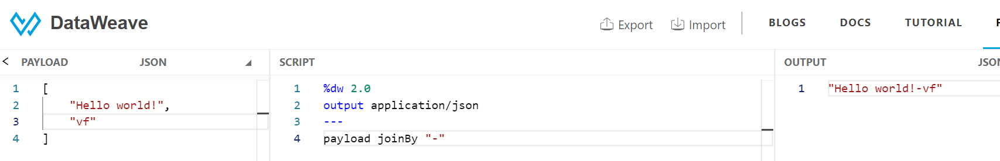 DataWeave
Export
Import
BLOGS
DOCS
TUTORIAL
< PAYLOAD
JSON
1 [
2 "Hello world!",
3 "vf"
4 ]
SCRIPT
1 %dw 2.0
2 output application/json
3 ---
4 payload joinBy "-"
OUTPUT
1 "Hello world!-vf"